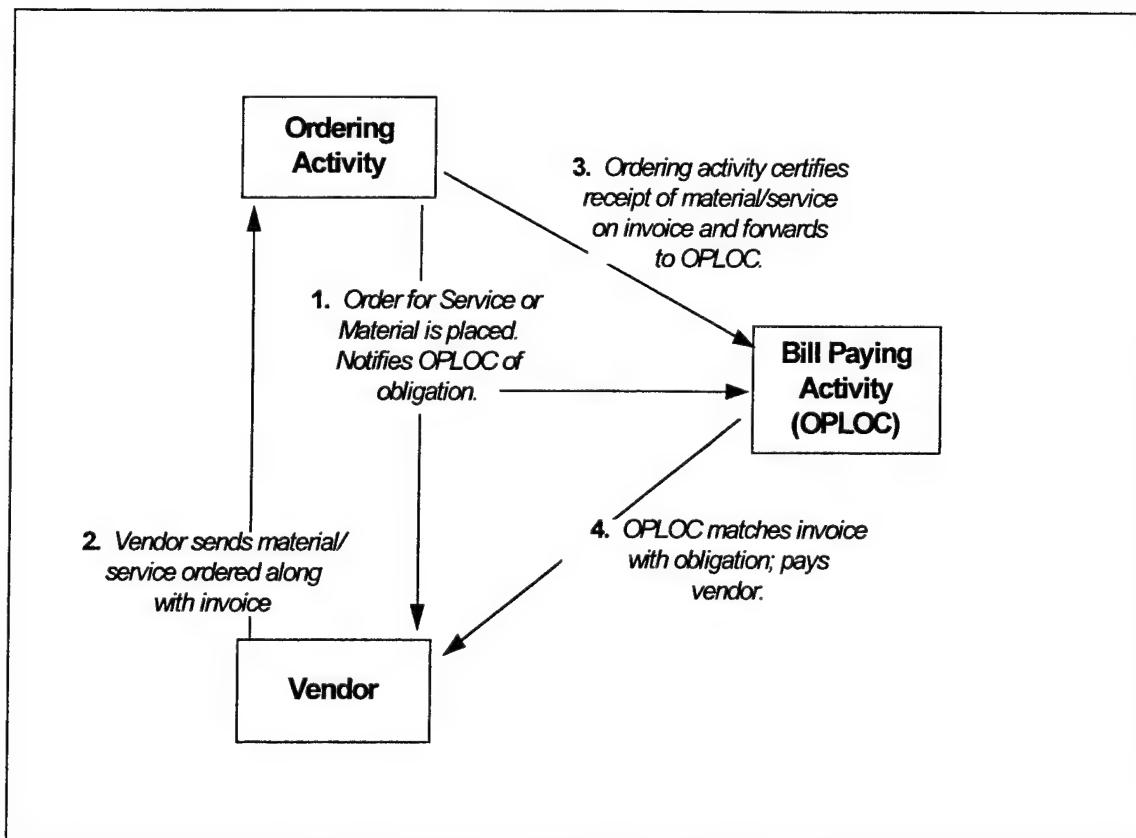 Ordering
Activity
3. Ordering activity certifies
receipt of material/service
on invoice and forwards
to OPLOC.
1. Order for Service or
Material is placed.
Notifies OPLOC of
obligation.
Bill Paying
Activity
(OPLOC)
2. Vendor sends material/
service ordered along
with invoice
4. OPLOC matches invoice
with obligation; pays
vendor.
Vendor